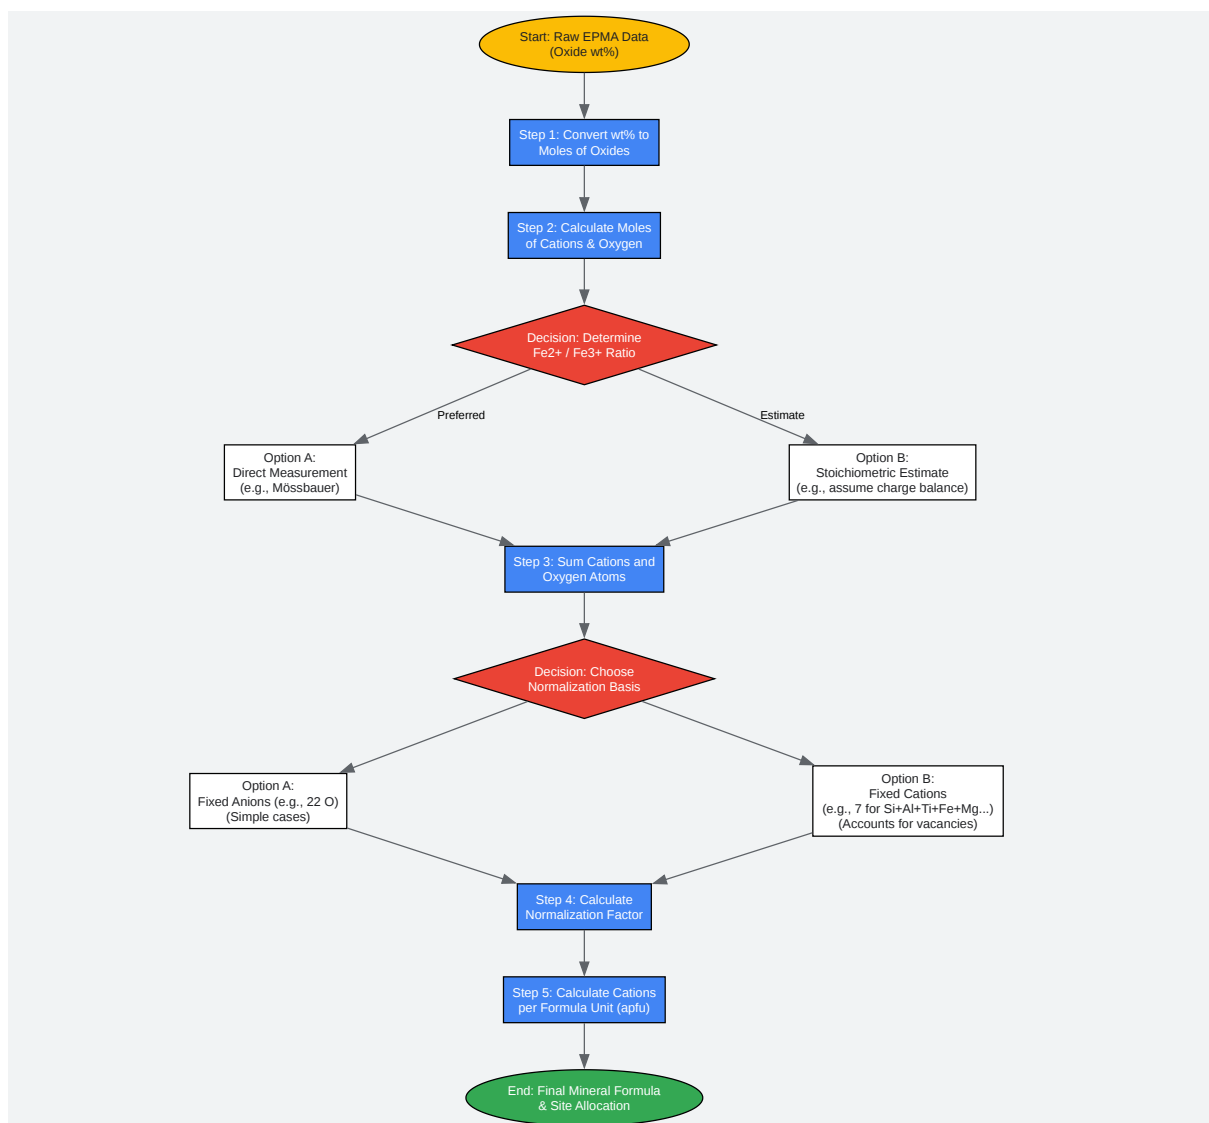 Start: Raw EPMA Data
(Oxide wt%)
Step 1: Convert wt% to
Moles of Oxides
Step 2: Calculate Moles
of Cations & Oxygen
Decision: Determine
Fe2+ / Fe3+ Ratio
Preferred
Estimate
Option A:
Direct Measurement
(e.g., Mössbauer)
Option B:
Stoichiometric Estimate
(e.g., assume charge balance)
Step 3: Sum Cations and
Oxygen Atoms
Decision: Choose
Normalization Basis
Option A:
Fixed Anions (e.g., 22 O)
(Simple cases)
Option B:
Fixed Cations
(e.g., 7 for Si+Al+Ti+Fe+Mg...)
(Accounts for vacancies)
Step 4: Calculate
Normalization Factor
Step 5: Calculate Cations
per Formula Unit (apfu)
End: Final Mineral Formula
& Site Allocation